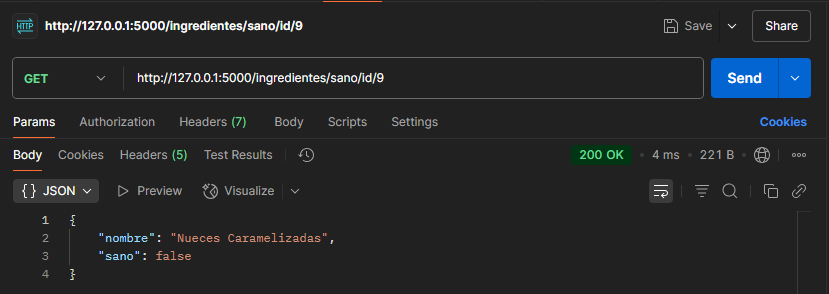 HTTP http://127.0.0.1:5000/ingredientes/sano/id/9 Save Share
GET http://127.0.0.1:5000/ingredientes/sano/id/9 Send
Params Authorization Headers (7) Body Scripts Settings Cookies
Body Cookies Headers (5) Test Results 200 OK • 4 ms • 221 B
{} JSON Preview Visualize
1 {
2 "nombre": "Nueces Caramelizadas",
3 "sano": false
4 }